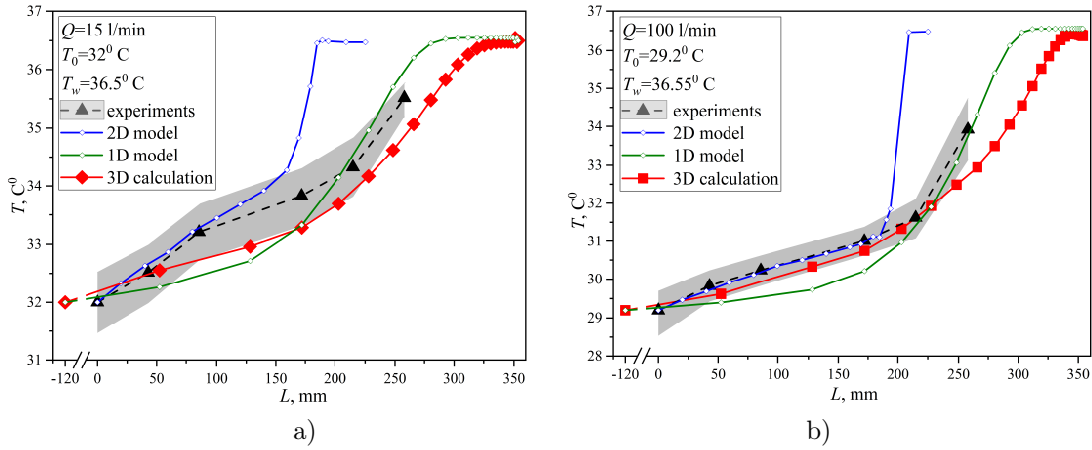 Q=15 l/min
T₀=32⁰ C
T_w=36.5⁰ C
experiments
2D model
1D model
3D calculation
T, C⁰
37
36
35
34
33
32
31
-120 0 50 100 150 200 250 300 350
L, mm
a)
Q=100 l/min
T₀=29.2⁰ C
T_w=36.55⁰ C
experiments
2D model
1D model
3D calculation
T, C⁰
37
36
35
34
33
32
31
30
29
28
-120 0 50 100 150 200 250 300 350
L, mm
b)